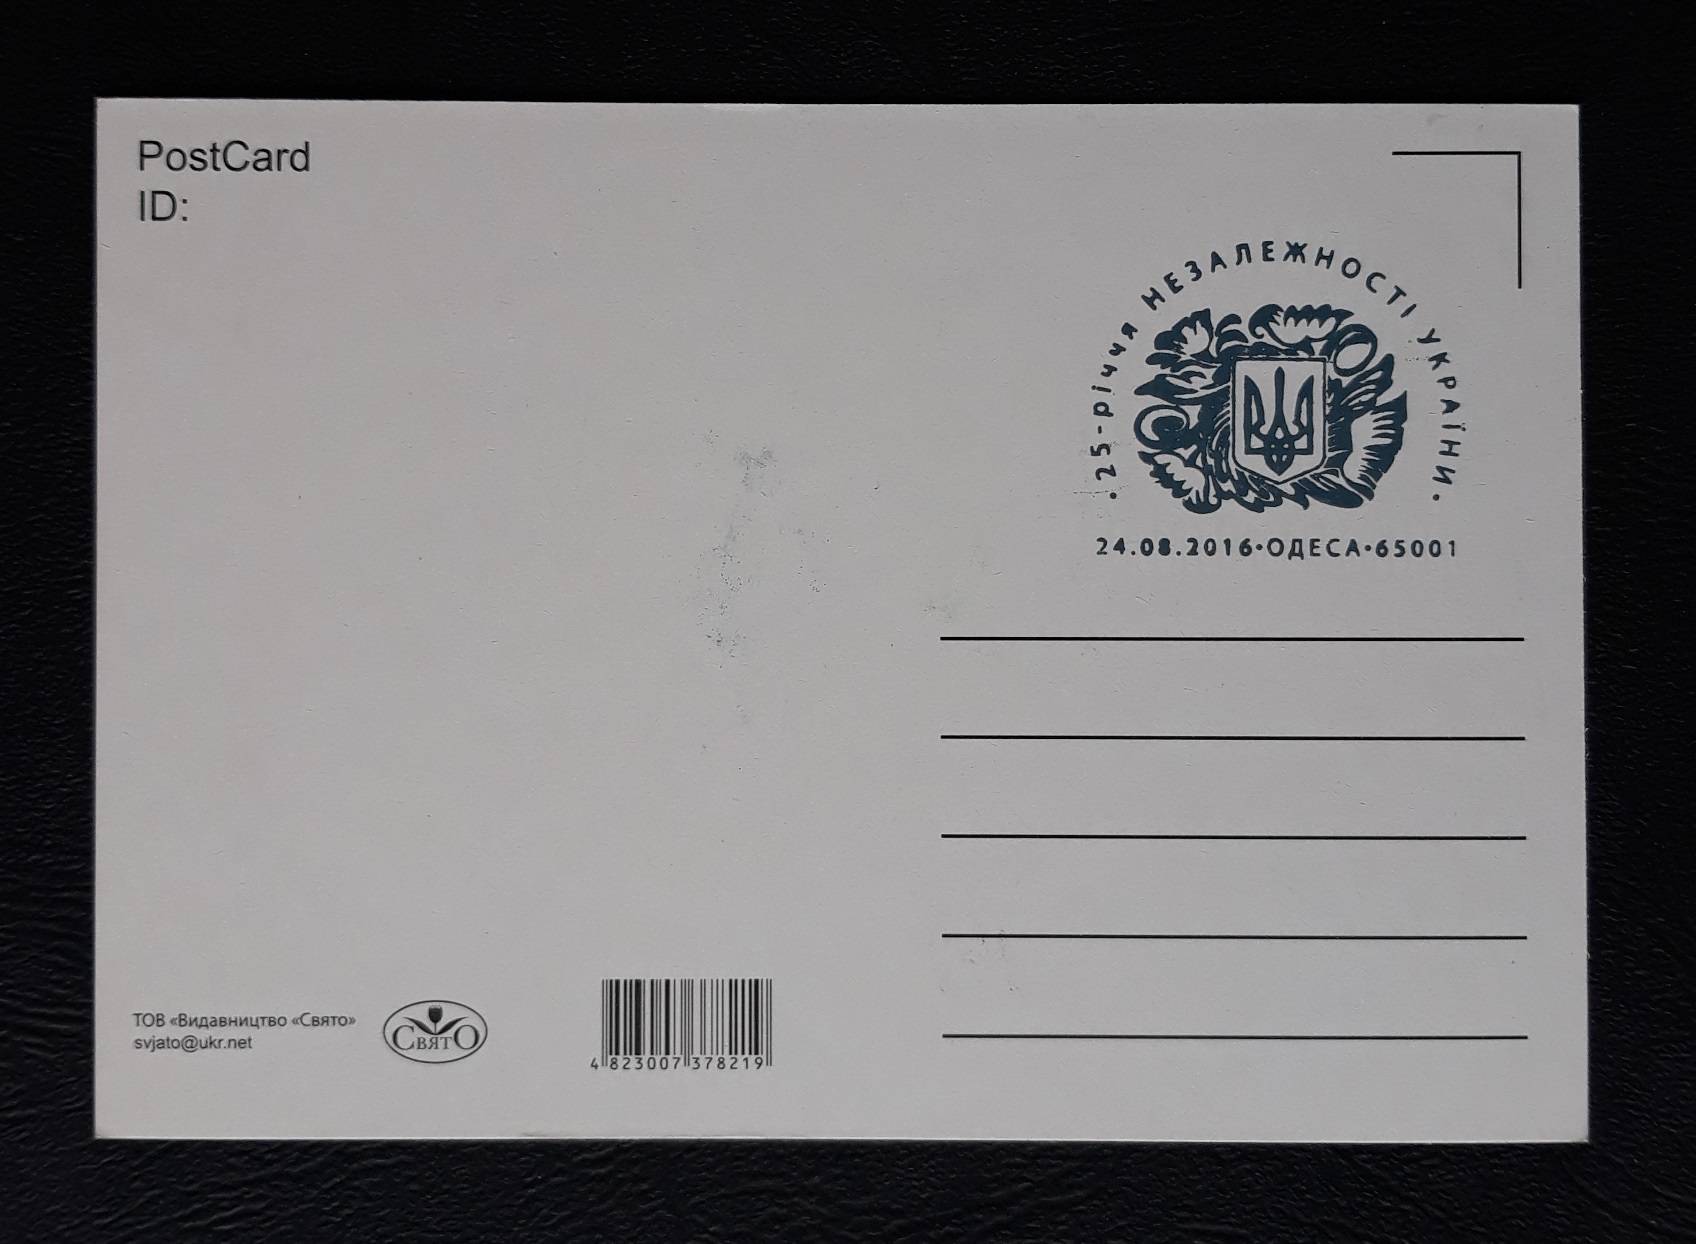 PostCard
ID:
• 25-річчя НЕЗАЛЕЖНОСТІ УКРАЇНИ •
24.08.2016•ОДЕСА•65001
ТОВ «Видавництво «Свято»
svjato@ukr.net
СВЯТО
4 823007 378219